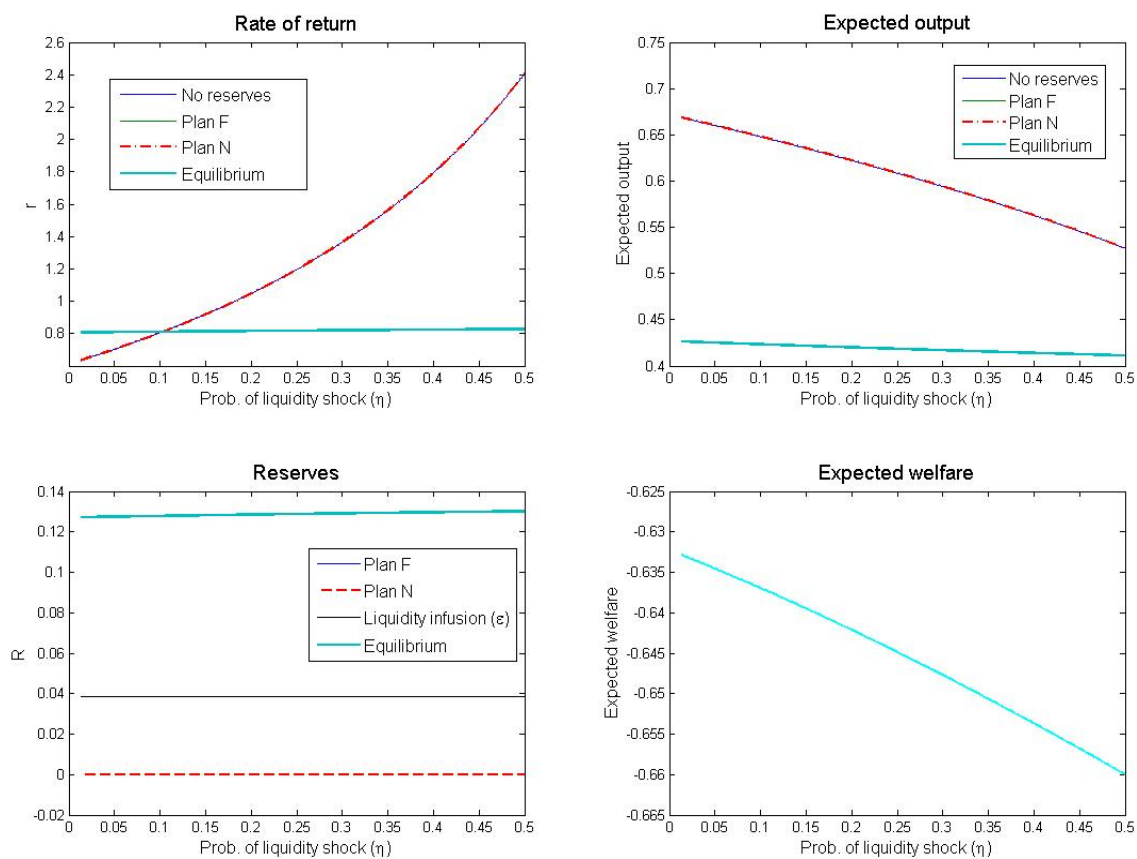 Rate of return
2.6
2.4
2.2
2
1.8
1.6
1.4
1.2
1
0.8
r
No reserves
Plan F
Plan N
Equilibrium
0 0.05 0.1 0.15 0.2 0.25 0.3 0.35 0.4 0.45 0.5
Prob. of liquidity shock (η)
Expected output
0.75
0.7
0.65
0.6
0.55
0.5
0.45
0.4
Expected output
No reserves
Plan F
Plan N
Equilibrium
0 0.05 0.1 0.15 0.2 0.25 0.3 0.35 0.4 0.45 0.5
Prob. of liquidity shock (η)
Reserves
0.14
0.12
0.1
0.08
0.06
0.04
0.02
0
-0.02
R
Plan F
Plan N
Liquidity infusion (ε)
Equilibrium
0 0.05 0.1 0.15 0.2 0.25 0.3 0.35 0.4 0.45 0.5
Prob. of liquidity shock (η)
Expected welfare
-0.625
-0.63
-0.635
-0.64
-0.645
-0.65
-0.655
-0.66
-0.665
Expected welfare
0 0.05 0.1 0.15 0.2 0.25 0.3 0.35 0.4 0.45 0.5
Prob. of liquidity shock (η)